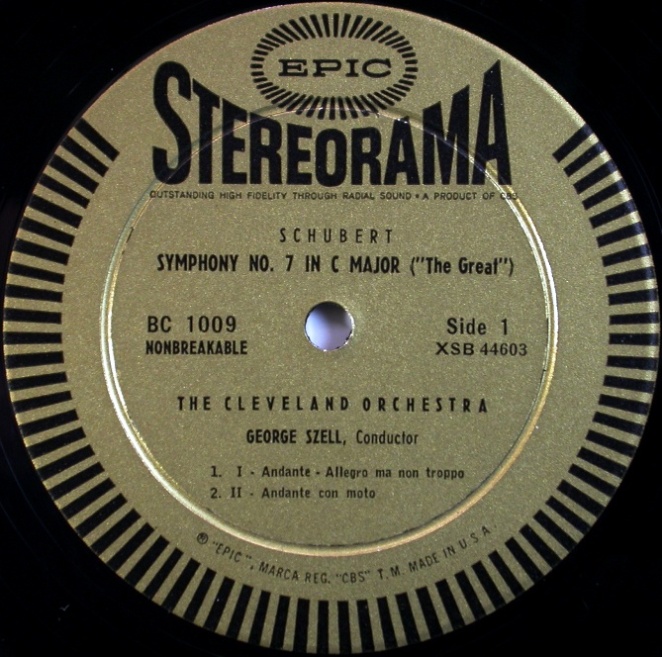 EPIC
STEREORAMA
OUTSTANDING HIGH FIDELITY THROUGH RADIAL SOUND • A PRODUCT OF CBS
SCHUBERT
SYMPHONY NO. 7 IN C MAJOR ("The Great")
BC 1009
NONBREAKABLE
Side 1
XSB 44603
THE CLEVELAND ORCHESTRA
GEORGE SZELL, Conductor
1. I - Andante - Allegro ma non troppo
2. II - Andante con moto
® "EPIC", MARCA REG. "CBS" T.M. MADE IN U.S.A.